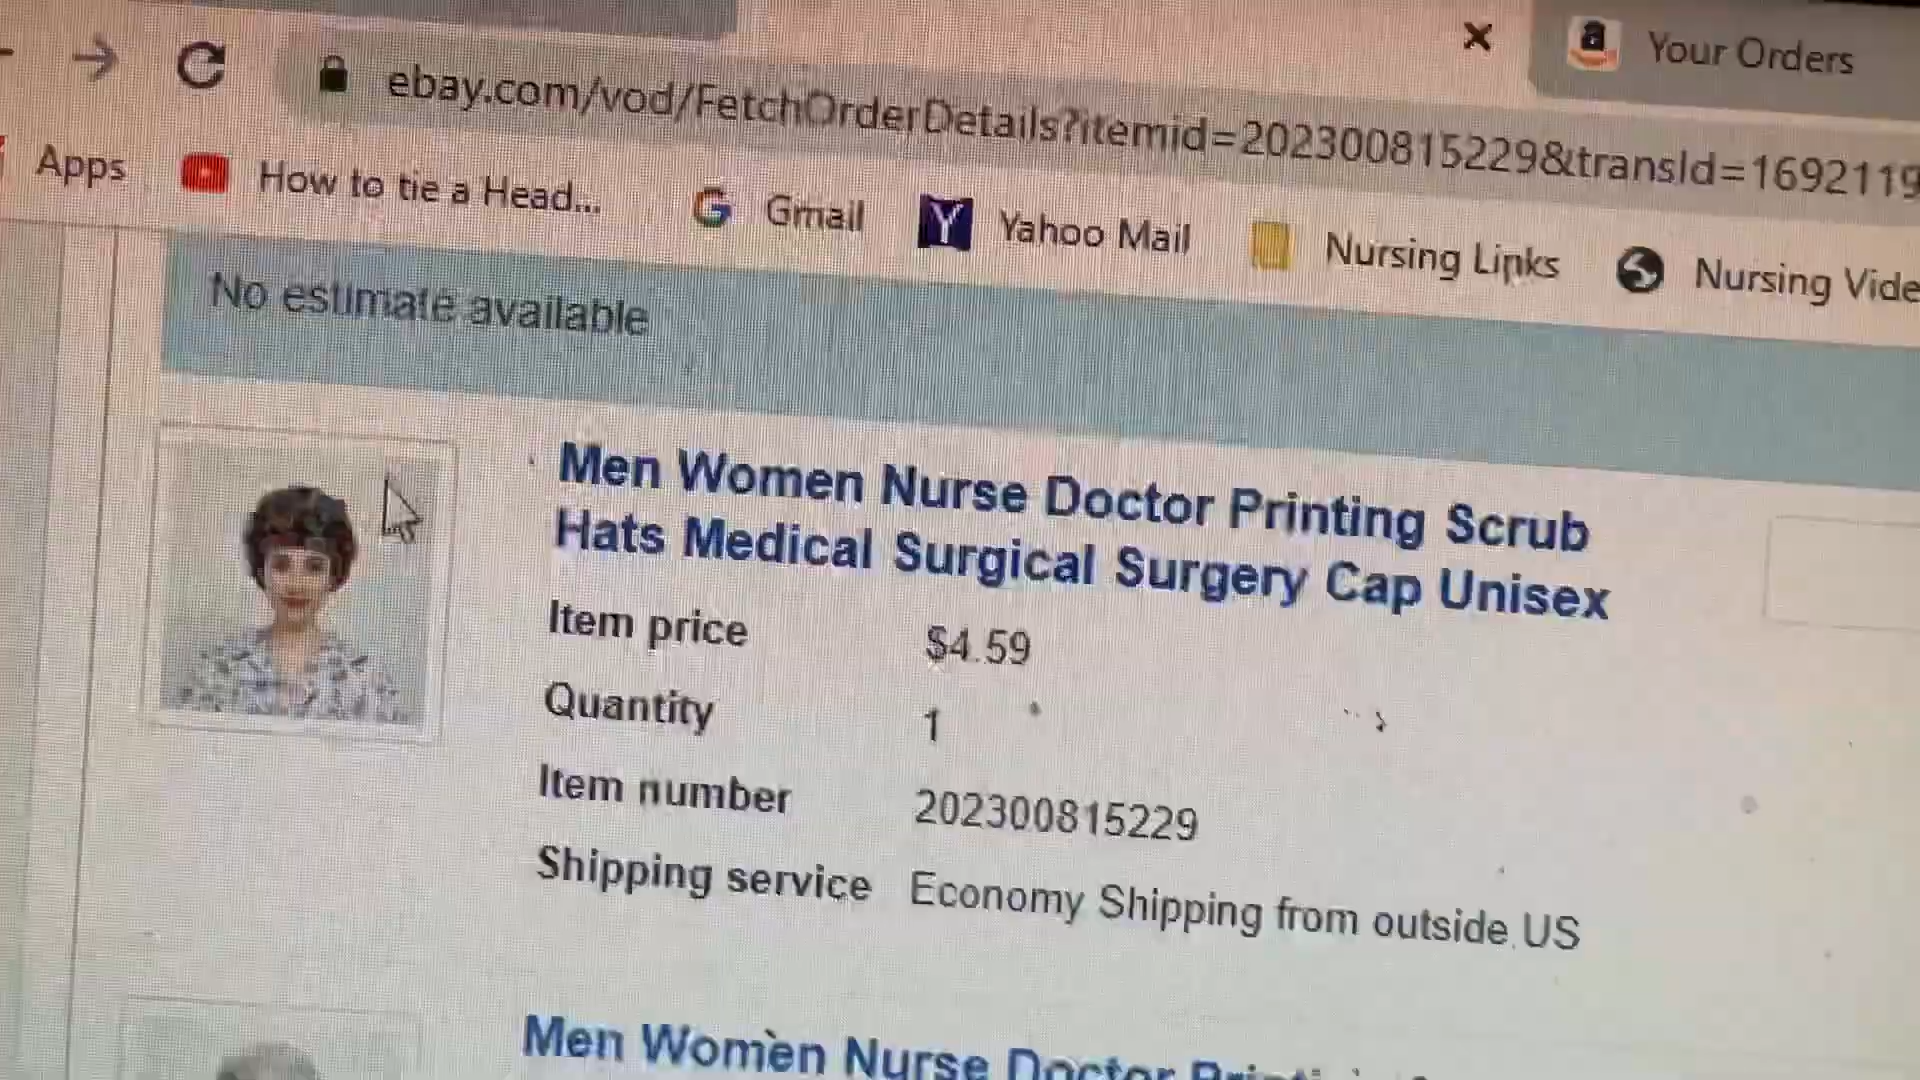 Your Orders
ebay.com/vod/FetchOrderDetails?itemid=202300815229&transId=1692119
Apps
How to tie a Head...
Gmail
Yahoo Mail
Nursing Links
Nursing Vide
No estimate available
Men Women Nurse Doctor Printing Scrub
Hats Medical Surgical Surgery Cap Unisex
Item price $4.59
Quantity 1
Item number 202300815229
Shipping service Economy Shipping from outside US
Men Women Nurse Doctor